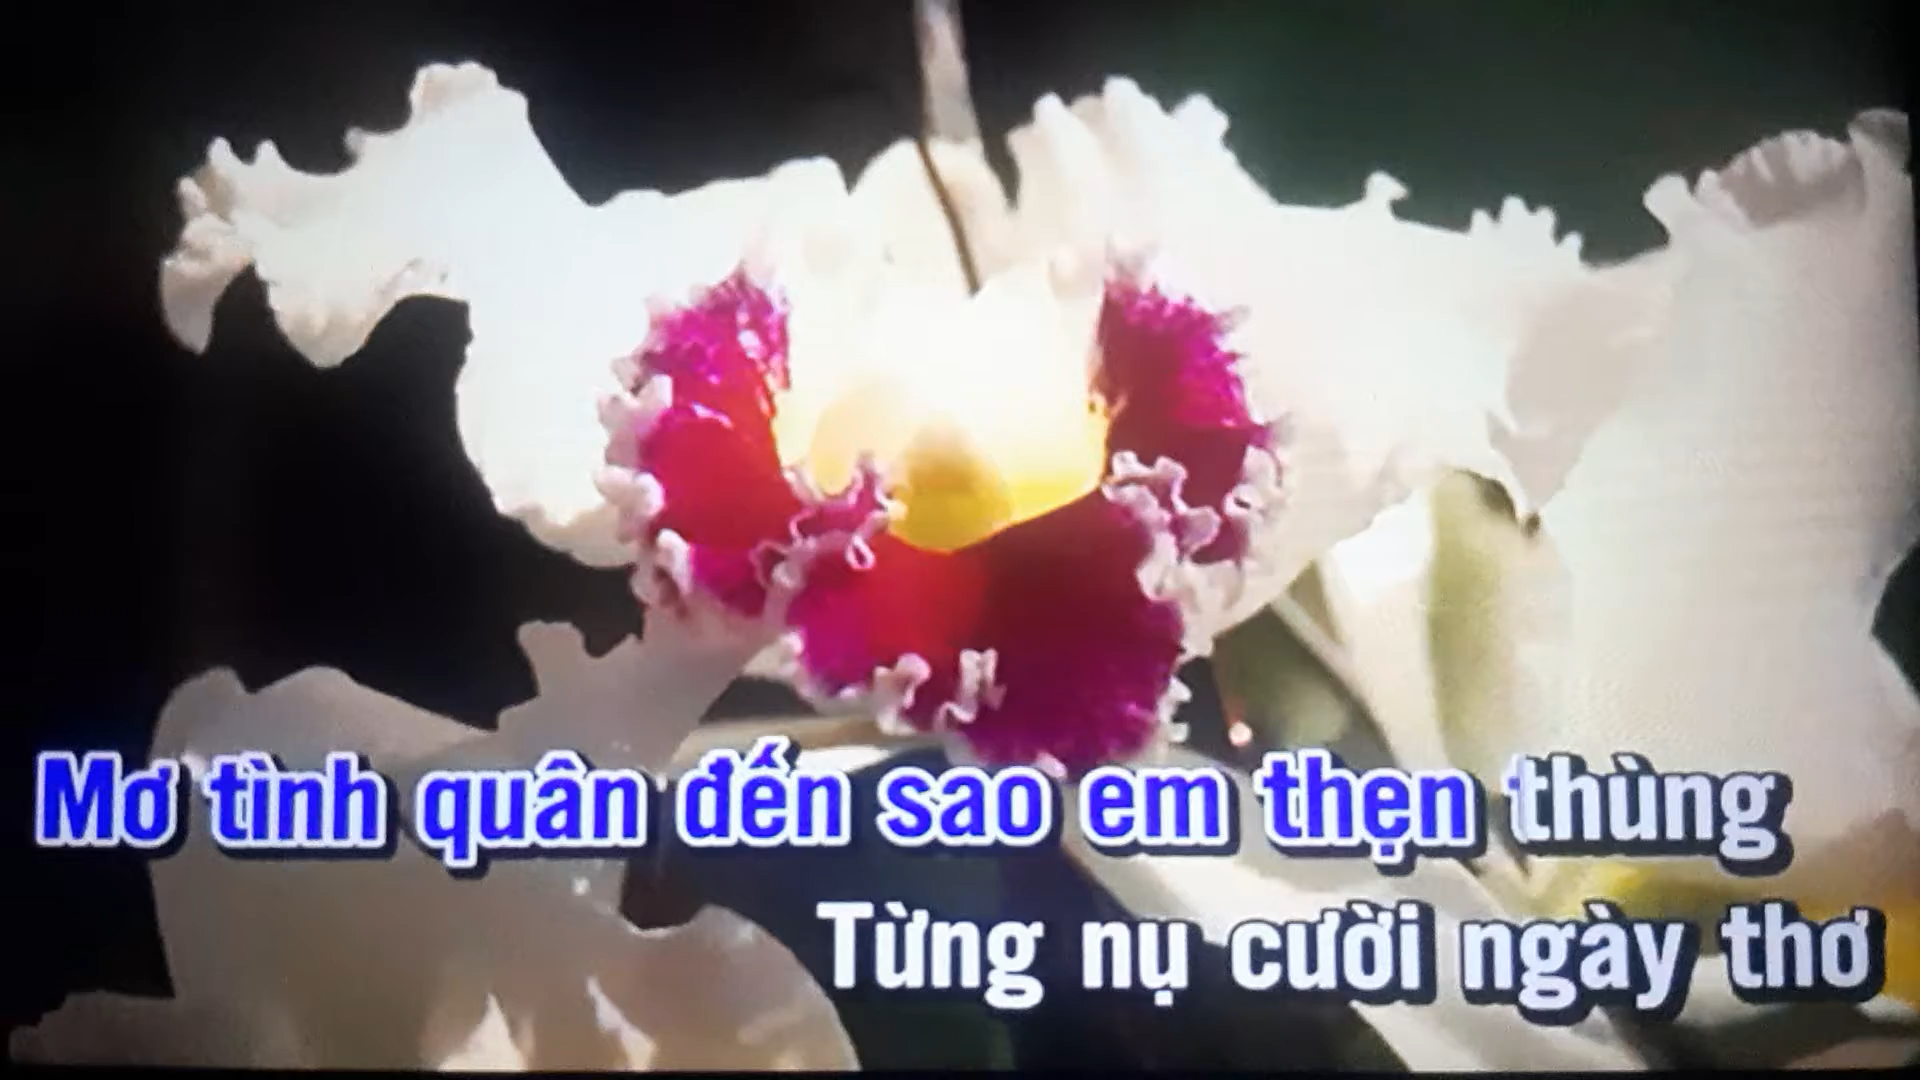 Mơ tình quân đến sao em thẹn thùng
Từng nụ cười ngày thơ